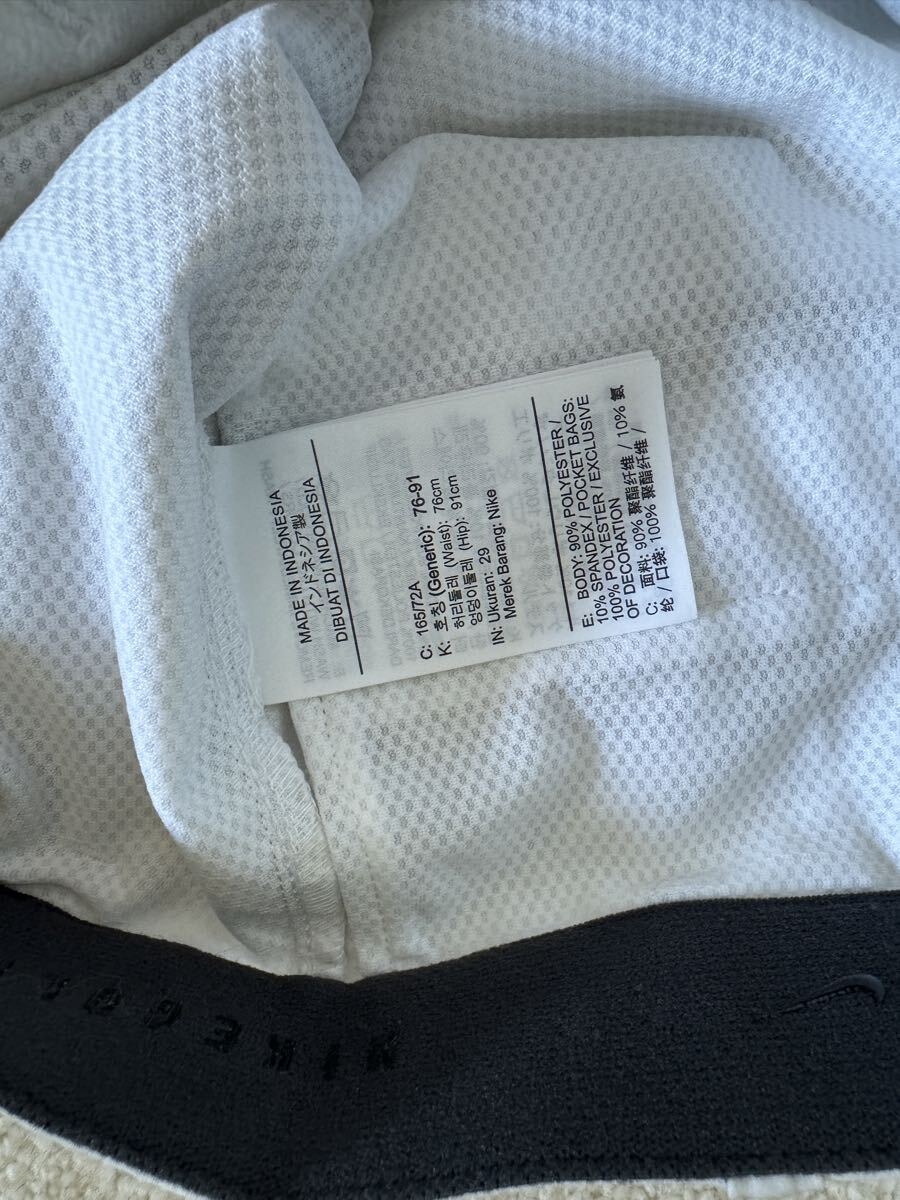 MADE IN INDONESIA
インドネシア製
DIBUAT DI INDONESIA
C: 165/72A
K: 호칭 (Generic): 76-91
허리둘레 (Waist): 76cm
엉덩이둘레 (Hip): 91cm
IN: Ukuran: 29
Merek Barang: Nike
E: BODY: 90% POLYESTER /
10% SPANDEX / POCKET BAGS:
100% POLYESTER / EXCLUSIVE
OF DECORATION
C: 面料: 90% 聚酯纤维 / 10% 氨
纶 / 口袋: 100% 聚酯纤维 /
NIKEGOLF